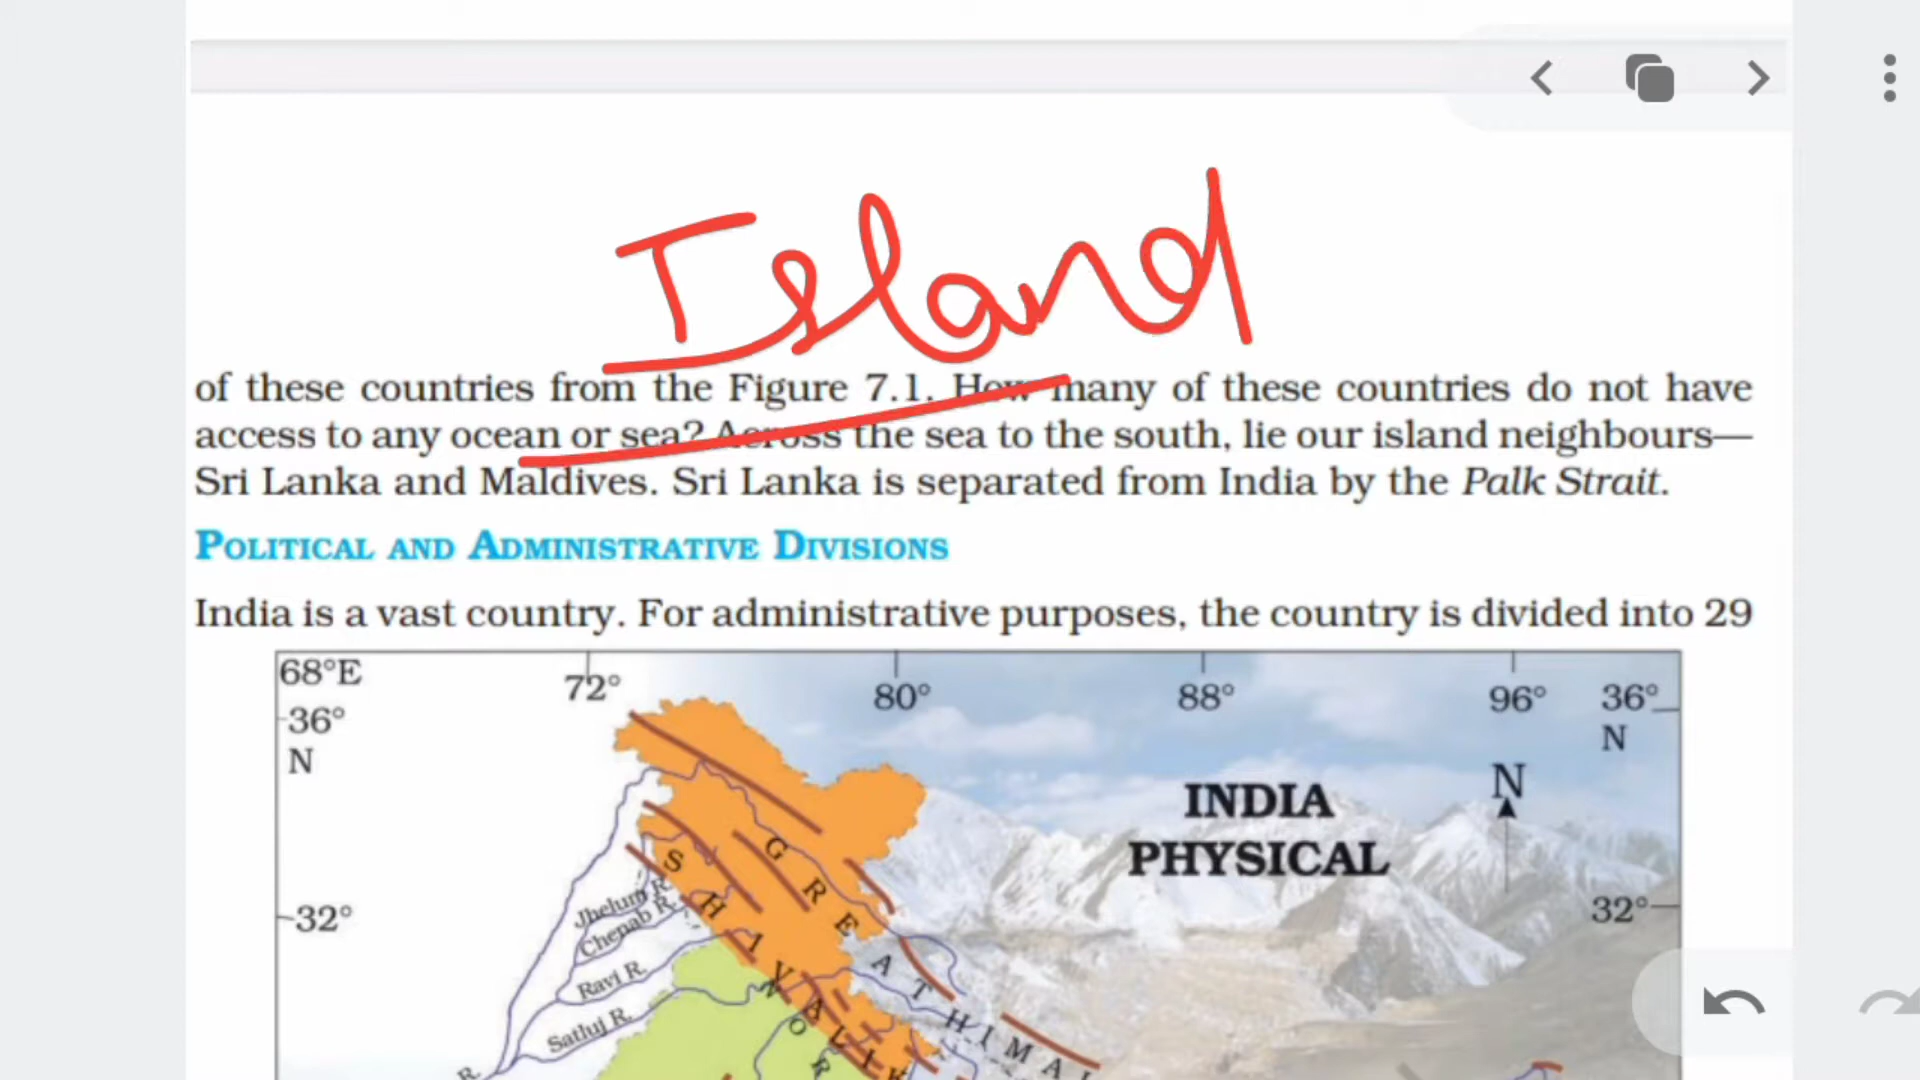 Island
of these countries from the Figure 7.1. How many of these countries do not have
access to any ocean or sea? Across the sea to the south, lie our island neighbours—
Sri Lanka and Maldives. Sri Lanka is separated from India by the Palk Strait.
POLITICAL AND ADMINISTRATIVE DIVISIONS
India is a vast country. For administrative purposes, the country is divided into 29
68°E
72°
80°
88°
96°
36°
N
36°
N
INDIA
PHYSICAL
N
32°
32°
Jhelum R.
Chenab R.
Ravi R.
Satluj R.
R.
SHIVALIK
GREAT HIMA